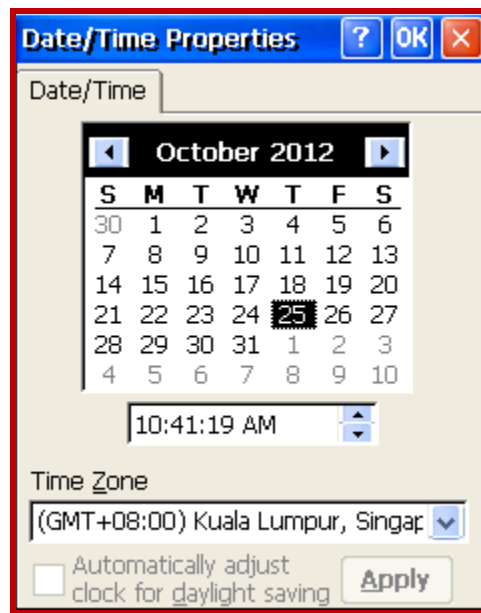 Date/Time Properties ? OK ×
Date/Time
October 2012
S M T W T F S
30 1 2 3 4 5 6
7 8 9 10 11 12 13
14 15 16 17 18 19 20
21 22 23 24 25 26 27
28 29 30 31 1 2 3
4 5 6 7 8 9 10
10:41:19 AM
Time Zone
(GMT+08:00) Kuala Lumpur, Singap
Automatically adjust
clock for daylight saving
Apply